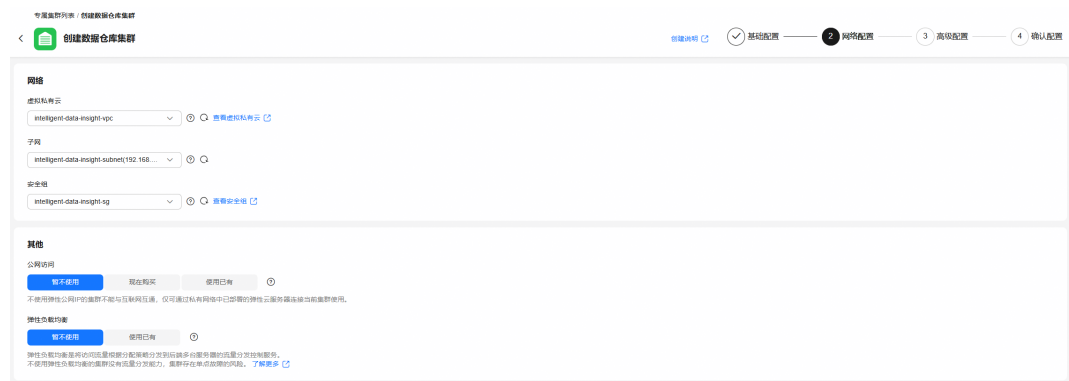 专属集群列表 / 创建数据仓库集群
创建数据仓库集群
创建说明
基础配置
2 网络配置
3 高级配置
4 确认配置
网络
虚拟私有云
intelligent-data-insight-vpc
查看虚拟私有云
子网
intelligent-data-insight-subnet(192.168....
安全组
intelligent-data-insight-sg
查看安全组
其他
公网访问
暂不使用 现在购买 使用已有
不使用弹性公网IP的集群不能与互联网互通，仅可通过私有网络中已部署的弹性云服务器连接当前集群使用。
弹性负载均衡
暂不使用 使用已有
弹性负载均衡是将访问流量根据分配策略分发到后端多台服务器的流量分发控制服务。
不使用弹性负载均衡的集群没有流量分发能力，集群存在单点故障的风险。 了解更多